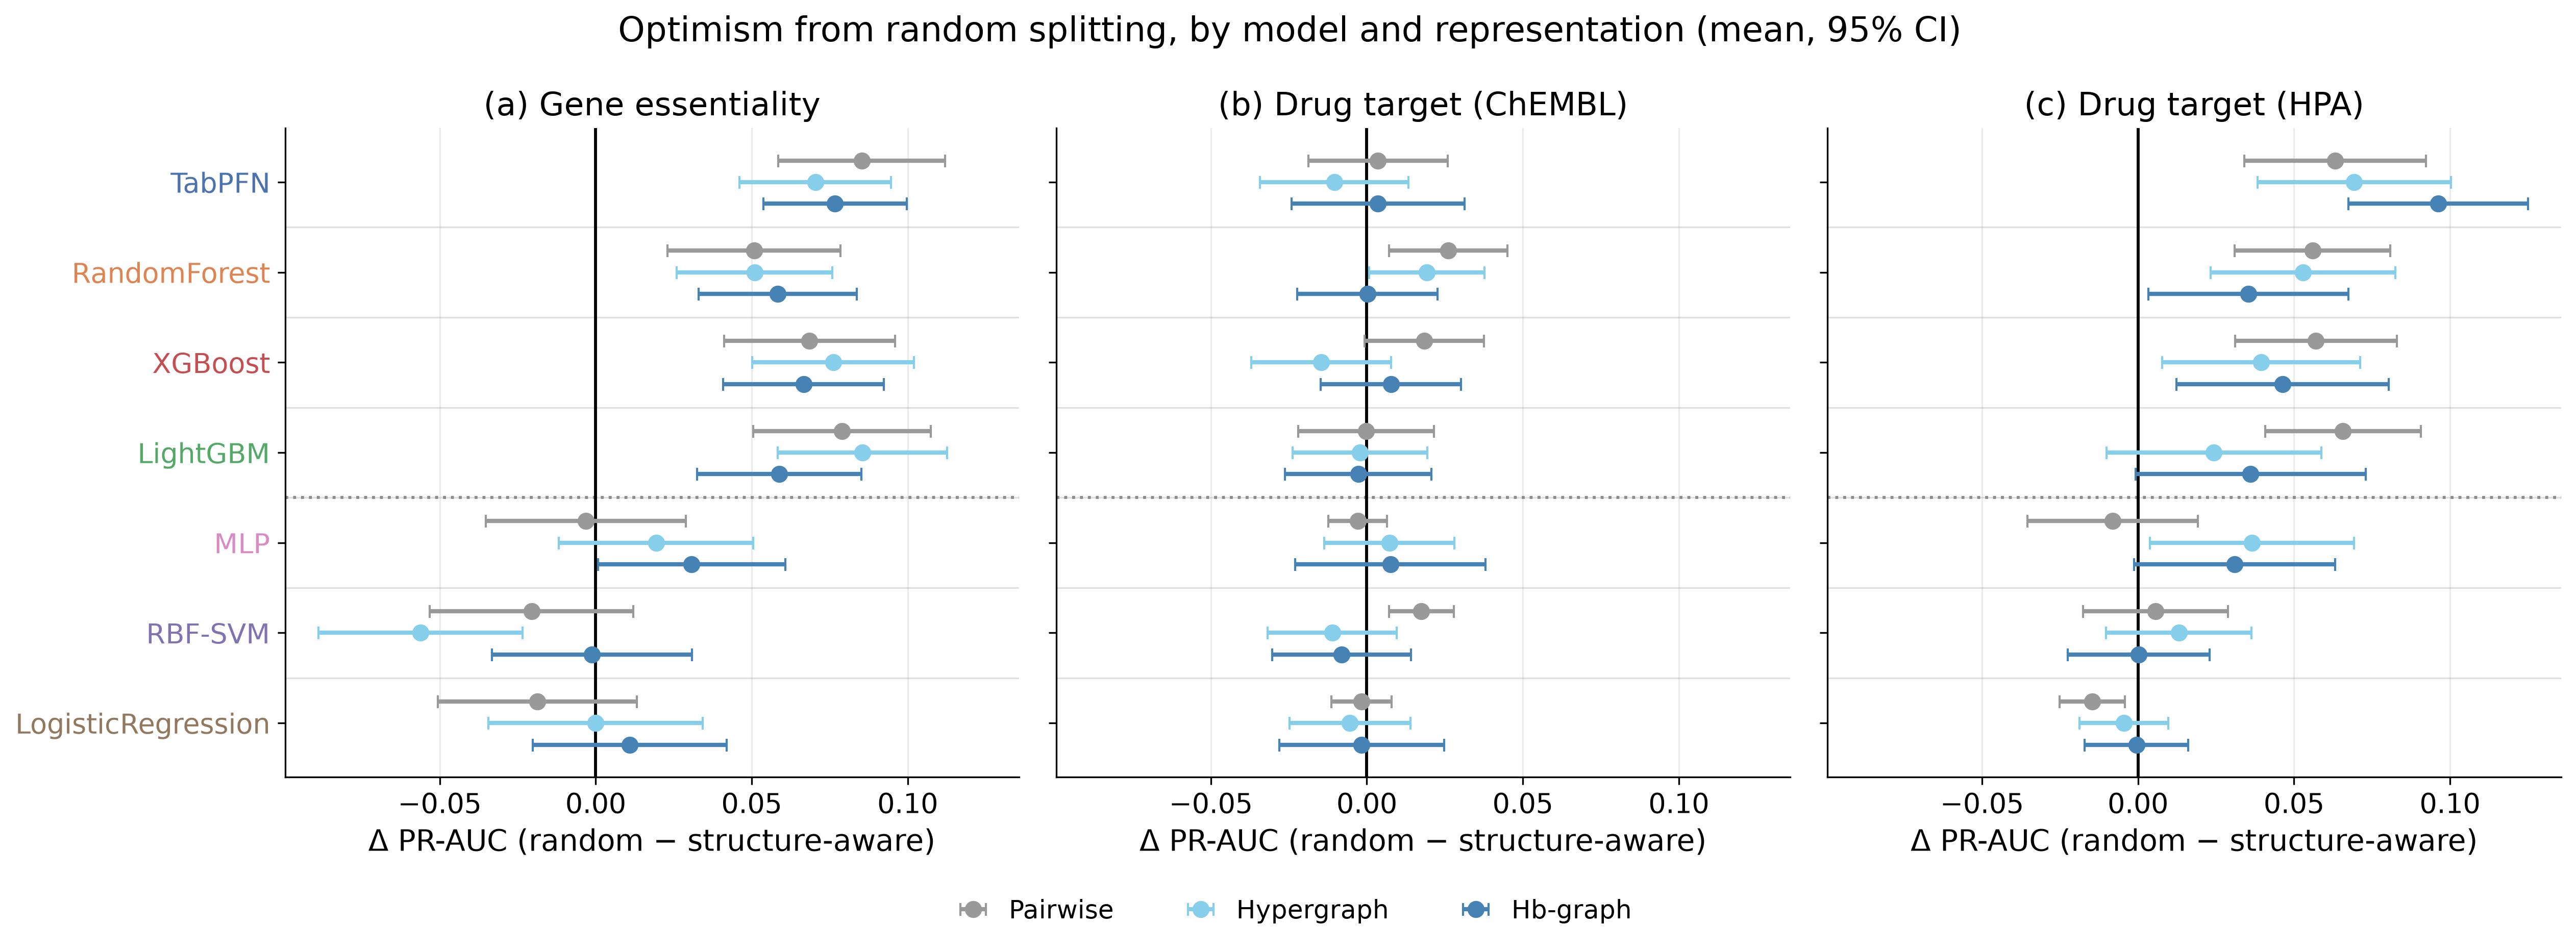 Optimism from random splitting, by model and representation (mean, 95% CI)
(a) Gene essentiality
(b) Drug target (ChEMBL)
(c) Drug target (HPA)
TabPFN
RandomForest
XGBoost
LightGBM
MLP
RBF-SVM
LogisticRegression
−0.05 0.00 0.05 0.10
−0.05 0.00 0.05 0.10
−0.05 0.00 0.05 0.10
Δ PR-AUC (random − structure-aware)
Δ PR-AUC (random − structure-aware)
Δ PR-AUC (random − structure-aware)
Pairwise
Hypergraph
Hb-graph